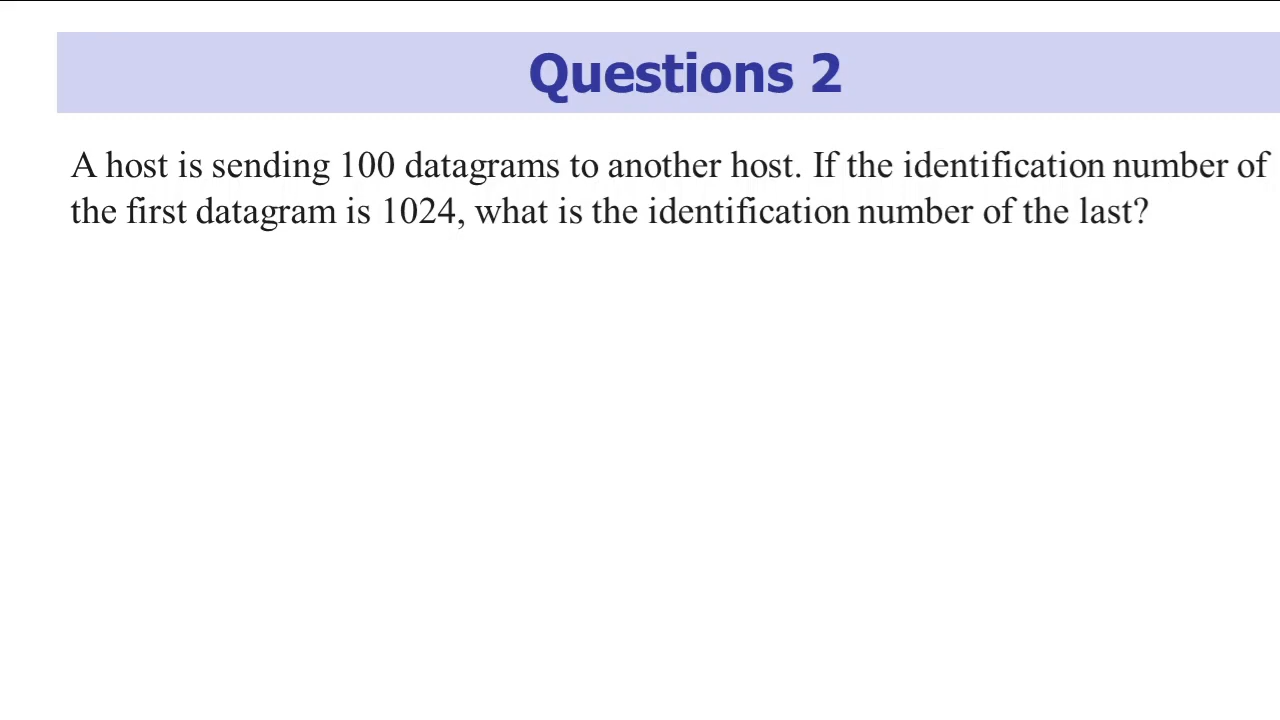 Questions 2
A host is sending 100 datagrams to another host. If the identification number of
the first datagram is 1024, what is the identification number of the last?